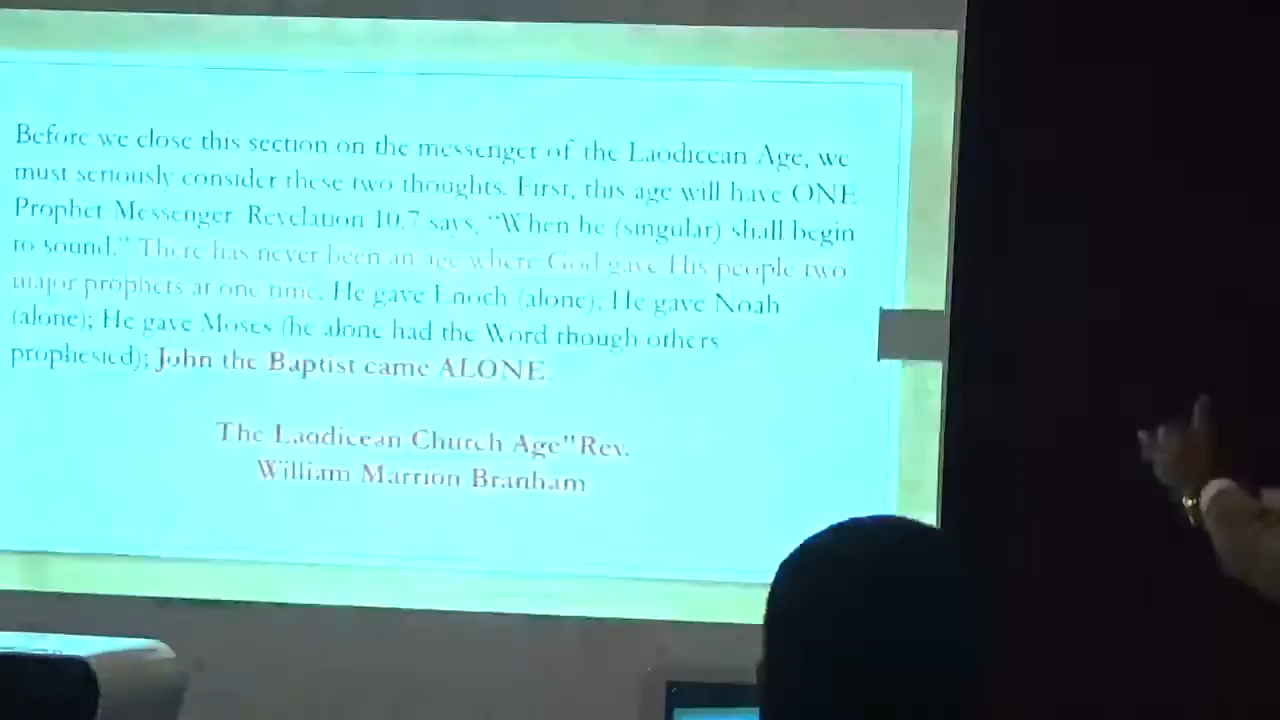 Before we close this section on the messenger of the Laodicean Age, we
must seriously consider these two thoughts. First, this age will have ONE
Prophet Messenger. Revelation 10:7 says, "When he (singular) shall begin
to sound." There has never been an age where God gave His people two
major prophets at one time. He gave Enoch (alone); He gave Noah
(alone); He gave Moses (he alone had the Word though others
prophesied); John the Baptist came ALONE.
The Laodicean Church Age" Rev.
William Marrion Branham